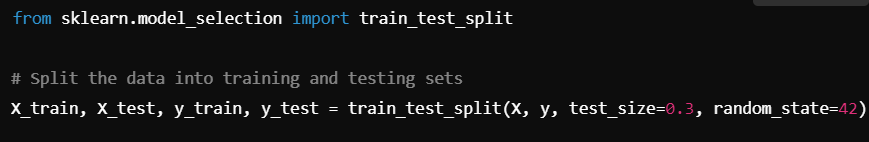 from sklearn.model_selection import train_test_split
# Split the data into training and testing sets
X_train, X_test, y_train, y_test = train_test_split(X, y, test_size=0.3, random_state=42)